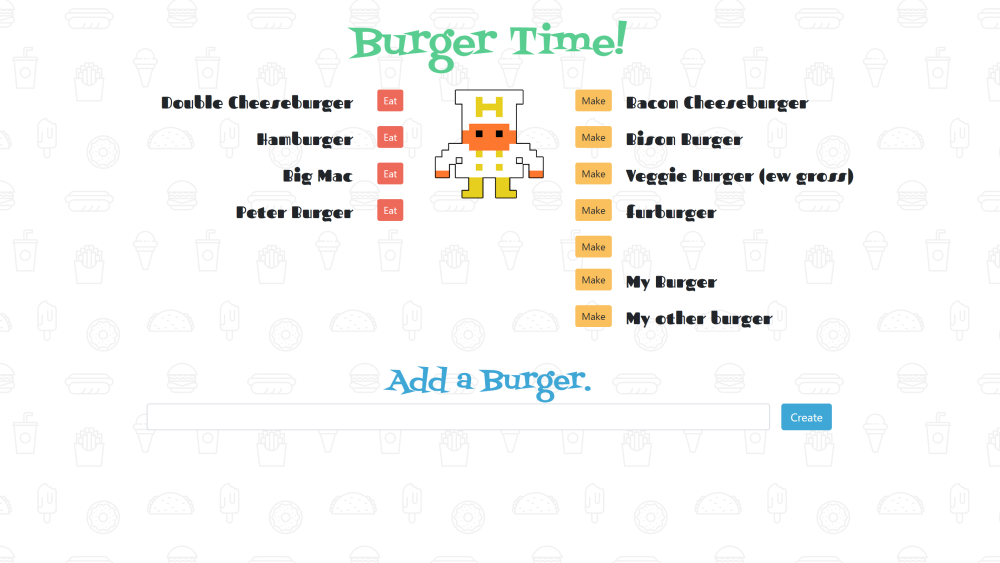 Burger Time!
Double Cheeseburger Eat
Hamburger Eat
Big Mac Eat
Peter Burger Eat
Make Bacon Cheeseburger
Make Bison Burger
Make Veggie Burger (ew gross)
Make furburger
Make
Make My Burger
Make My other burger
Add a Burger.
Create